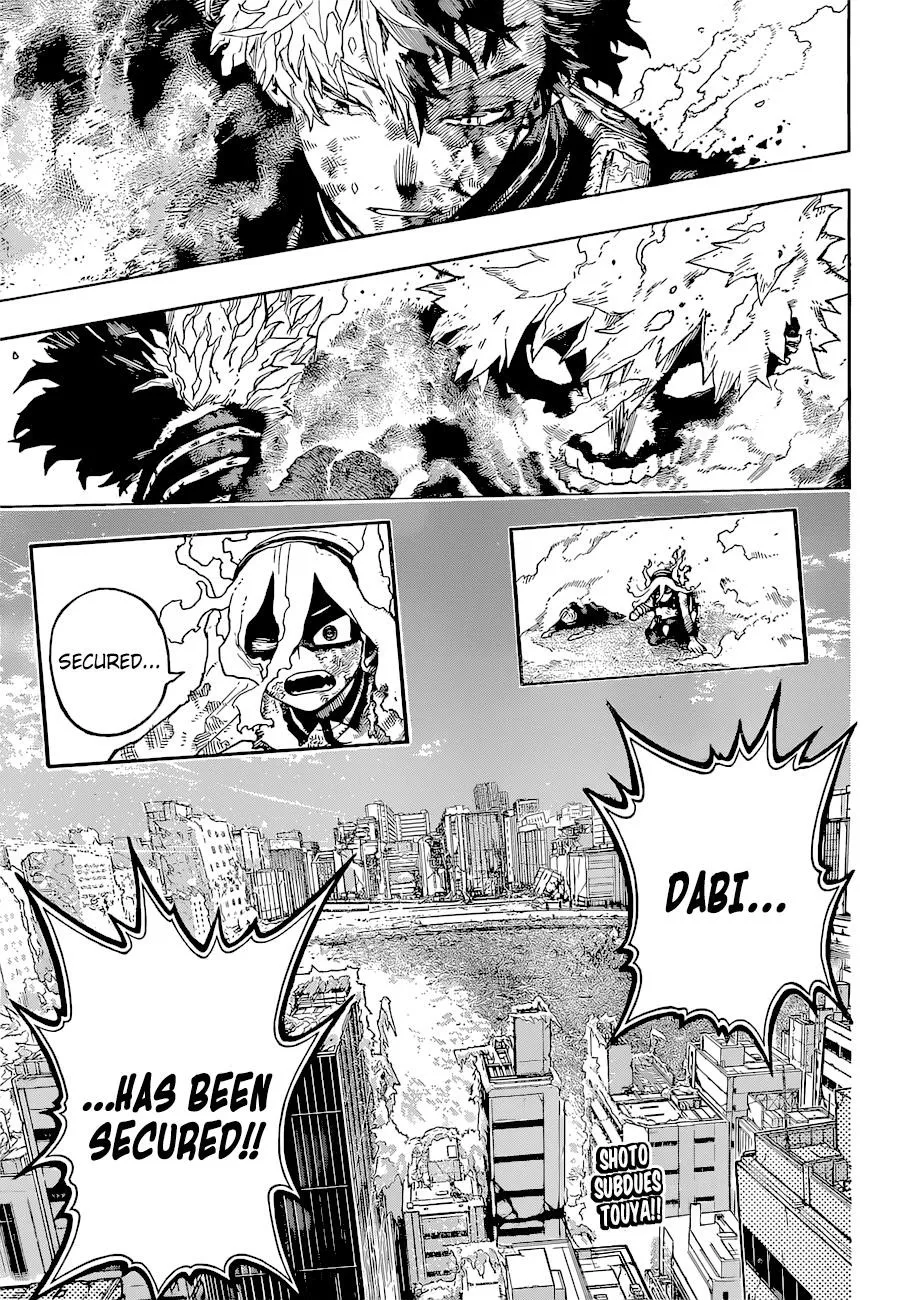 SECURED...
DABI...
...HAS BEEN
SECURED!!
SHOTO
SUBDUES
TOUYA!!